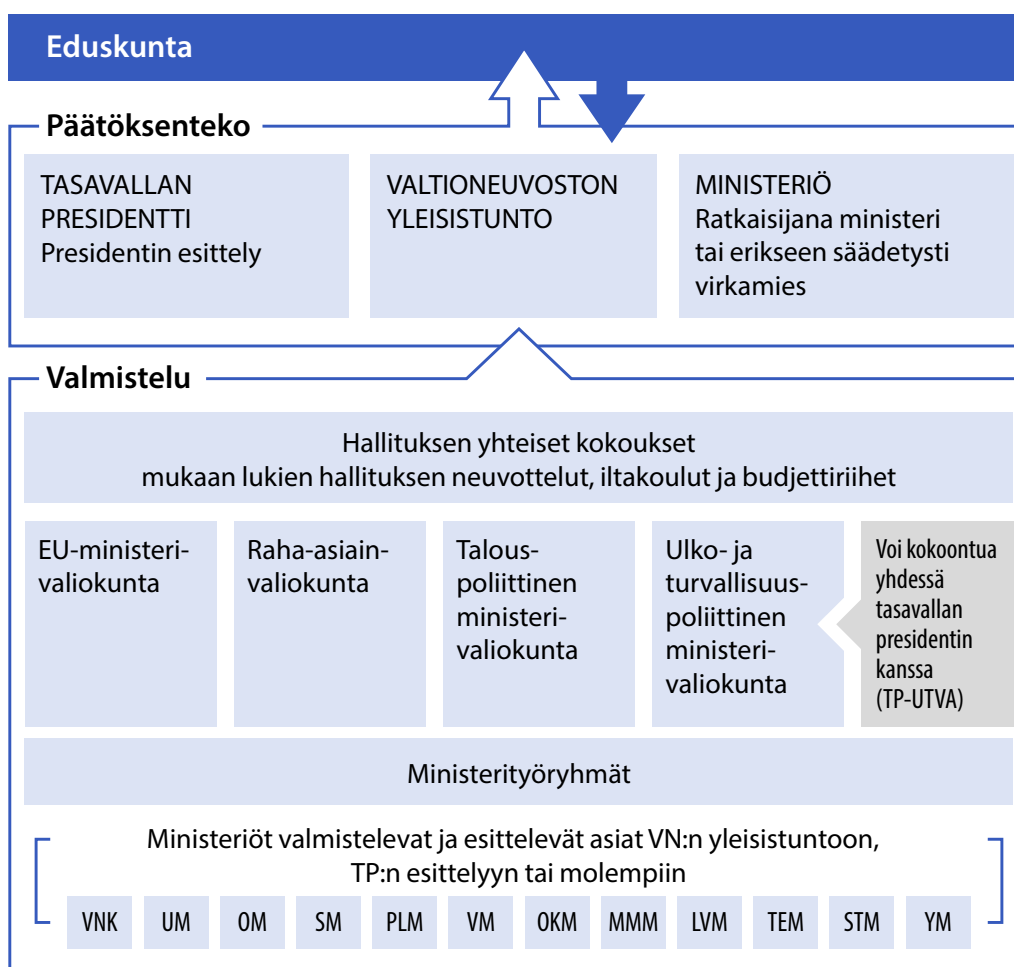 Eduskunta
Päätöksenteko
TASAVALLAN
PRESIDENTTI
Presidentin esittely
VALTIONEUVOSTON
YLEISISTUNTO
MINISTERIÖ
Ratkaisijana ministeri
tai erikseen säädetysti
virkamies
Valmistelu
Hallituksen yhteiset kokoukset
mukaan lukien hallituksen neuvottelut, iltakoulut ja budjettiriihet
EU-ministeri-
valiokunta
Raha-asiain-
valiokunta
Talous-
poliittinen
ministeri-
valiokunta
Ulko- ja
turvallisuus-
poliittinen
ministeri-
valiokunta
Voi kokoontua
yhdessä
tasavallan
presidentin
kanssa
(TP-UTVA)
Ministerityöryhmät
Ministeriöt valmistelevat ja esittelevät asiat VN:n yleisistuntoon,
TP:n esittelyyn tai molempiin
VNK UM OM SM PLM VM OKM MMM LVM TEM STM YM